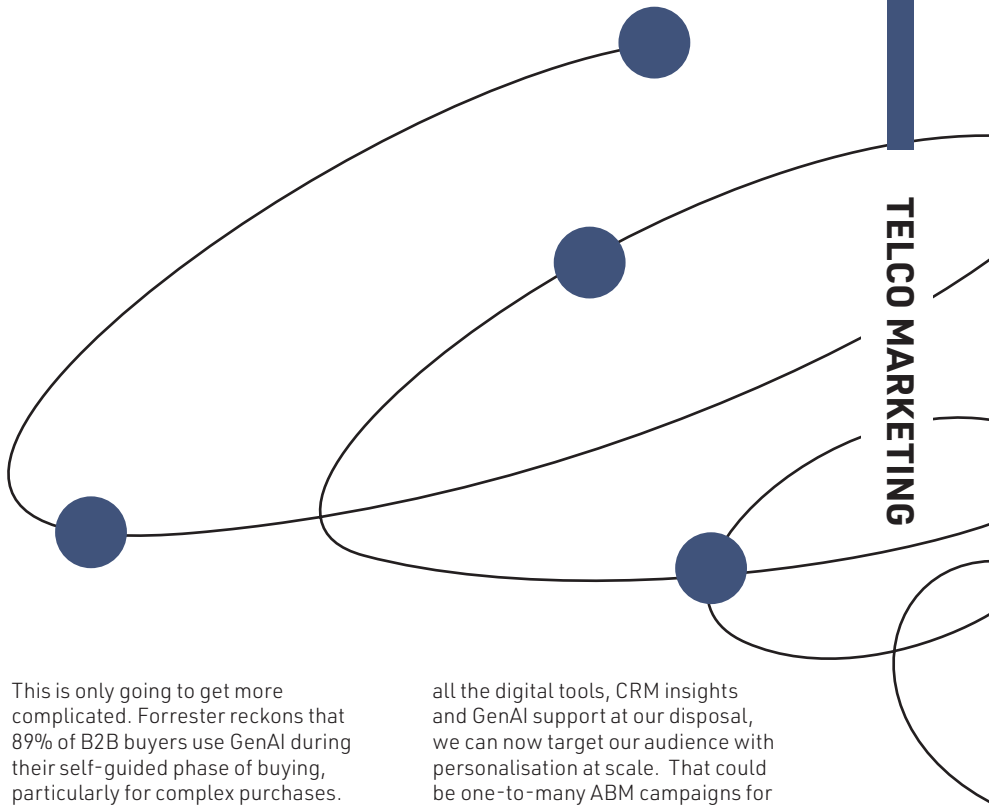 TELCO MARKETING
This is only going to get more
complicated. Forrester reckons that
89% of B2B buyers use GenAI during
their self-guided phase of buying,
particularly for complex purchases.
all the digital tools, CRM insights
and GenAI support at our disposal,
we can now target our audience with
personalisation at scale.  That could
be one-to-many ABM campaigns for